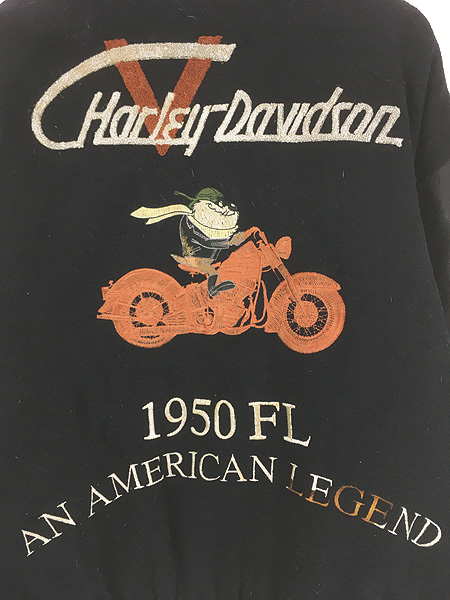 V
Harley-Davidson
1950 FL
AN AMERICAN LEGEND